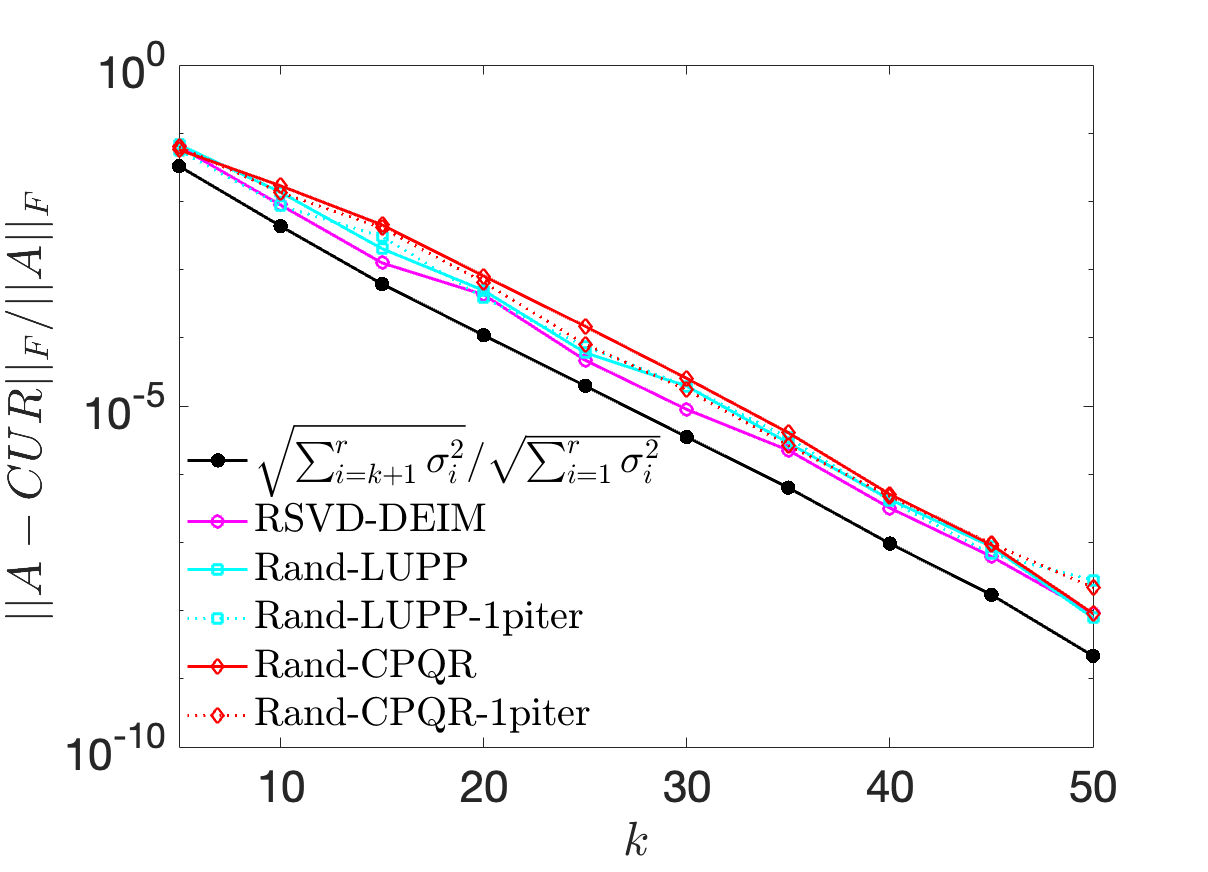 ||A − CUR||_F/||A||_F
10^0
10^-5
10^-10
√∑_{i=k+1}^r σ_i^2/√∑_{i=1}^r σ_i^2
RSVD-DEIM
Rand-LUPP
Rand-LUPP-1piter
Rand-CPQR
Rand-CPQR-1piter
10 20 30 40 50
k